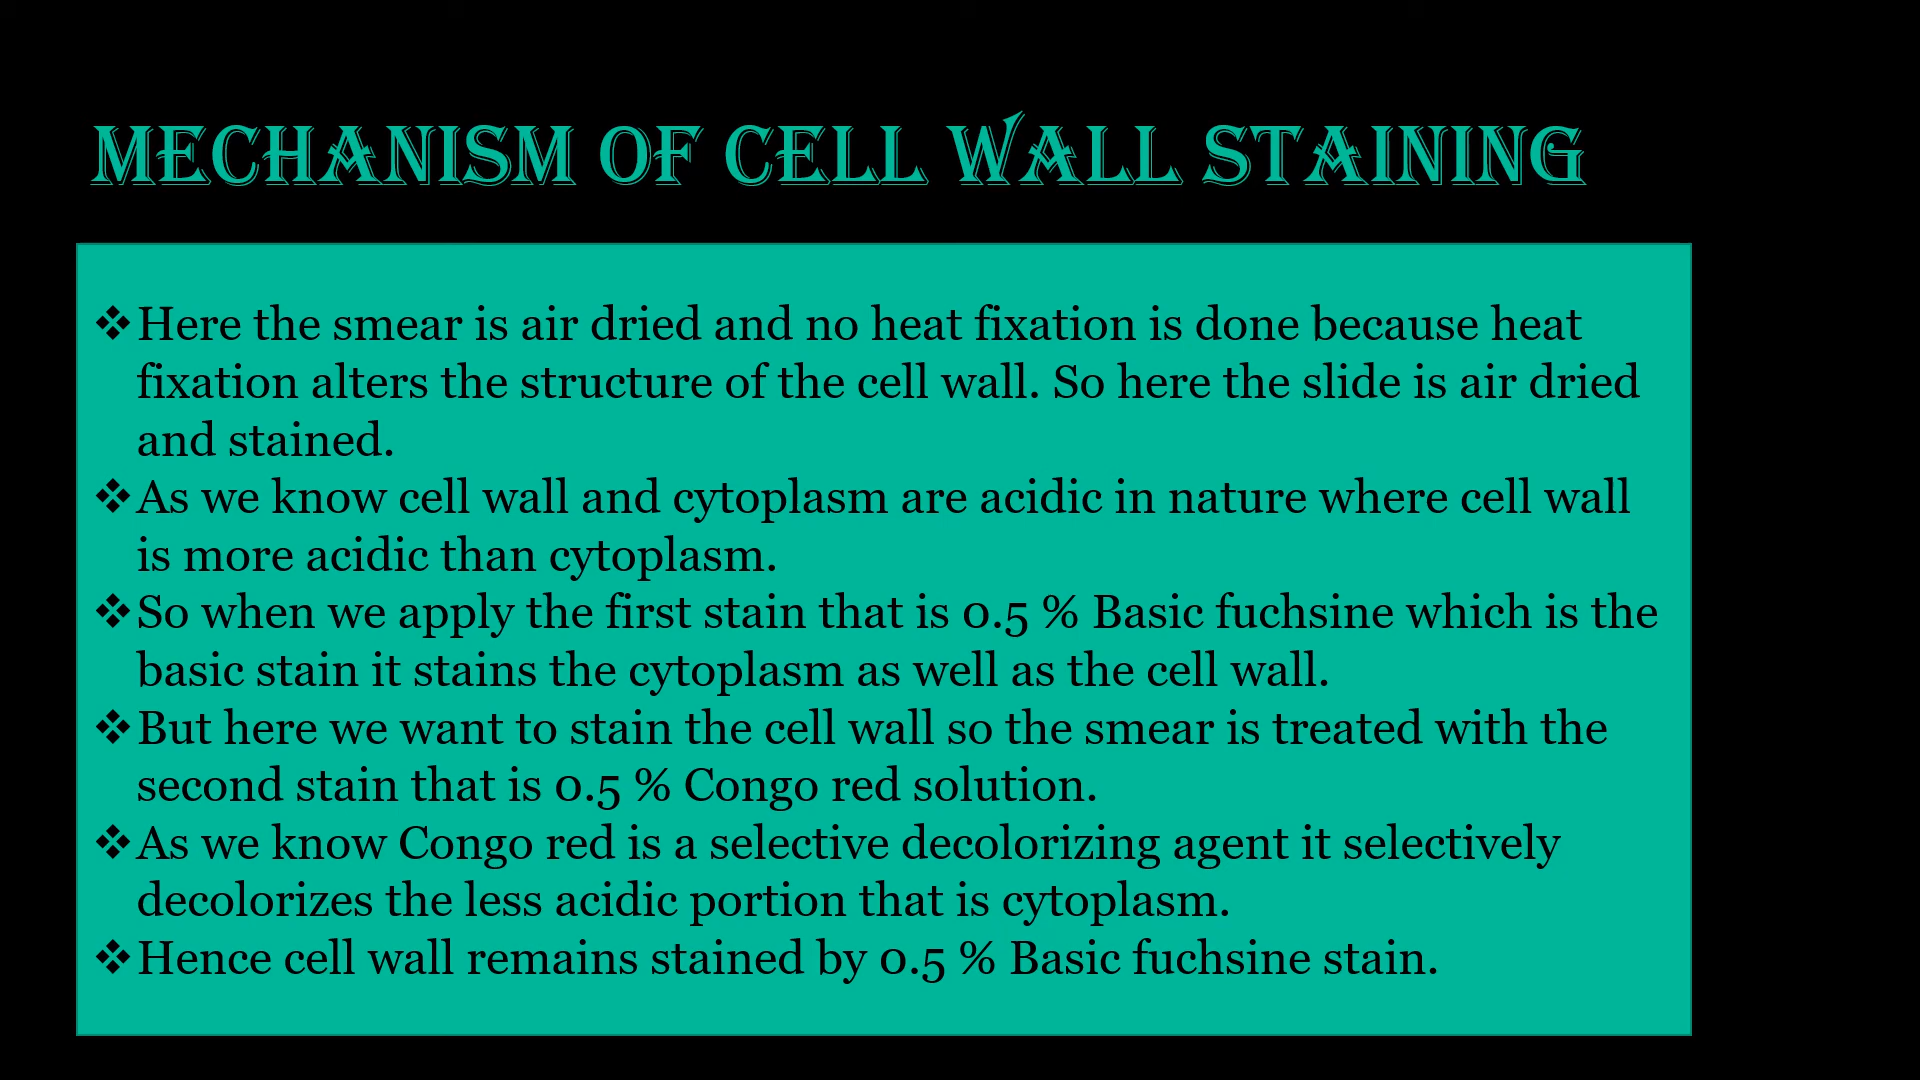 MECHANISM OF CELL WALL STAINING
❖Here the smear is air dried and no heat fixation is done because heat
fixation alters the structure of the cell wall. So here the slide is air dried
and stained.
❖As we know cell wall and cytoplasm are acidic in nature where cell wall
is more acidic than cytoplasm.
❖So when we apply the first stain that is 0.5 % Basic fuchsine which is the
basic stain it stains the cytoplasm as well as the cell wall.
❖But here we want to stain the cell wall so the smear is treated with the
second stain that is 0.5 % Congo red solution.
❖As we know Congo red is a selective decolorizing agent it selectively
decolorizes the less acidic portion that is cytoplasm.
❖Hence cell wall remains stained by 0.5 % Basic fuchsine stain.